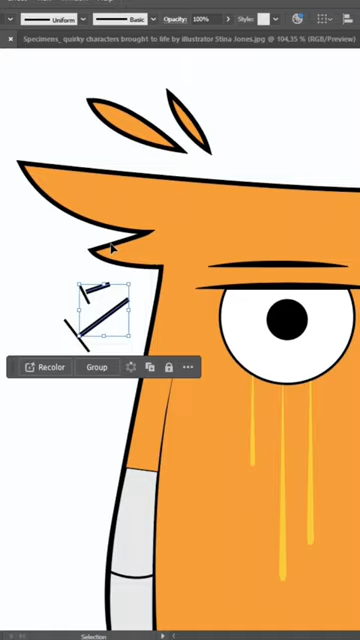 Uniform Basic Opacity: 100% Style:
Specimens_ quirky characters brought to life by illustrator Stina Jones.jpg @ 104,35 % (RGB/Preview)
Recolor Group
Selection